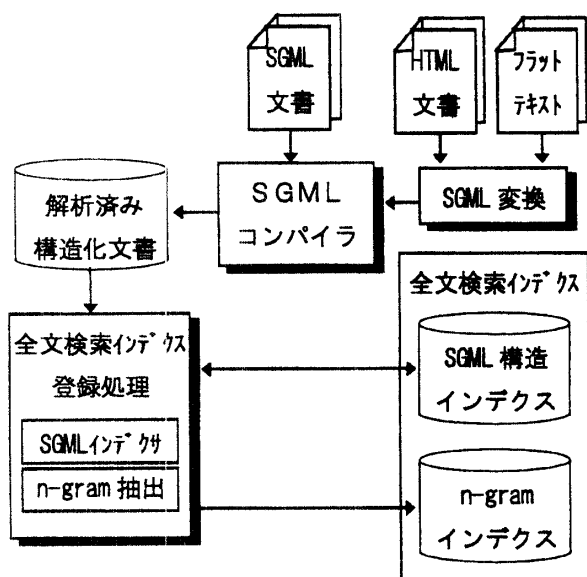 SGML
文書
HTML
文書
ﾌﾗｯﾄ
ﾃｷｽﾄ
SGML
コンパイラ
SGML 変換
解析済み
構造化文書
全文検索ｲﾝﾃﾞｸｽ
登録処理
SGMLｲﾝﾃﾞｸｻ
n-gram 抽出
全文検索ｲﾝﾃﾞｸｽ
SGML 構造
インデクス
n-gram
インデクス